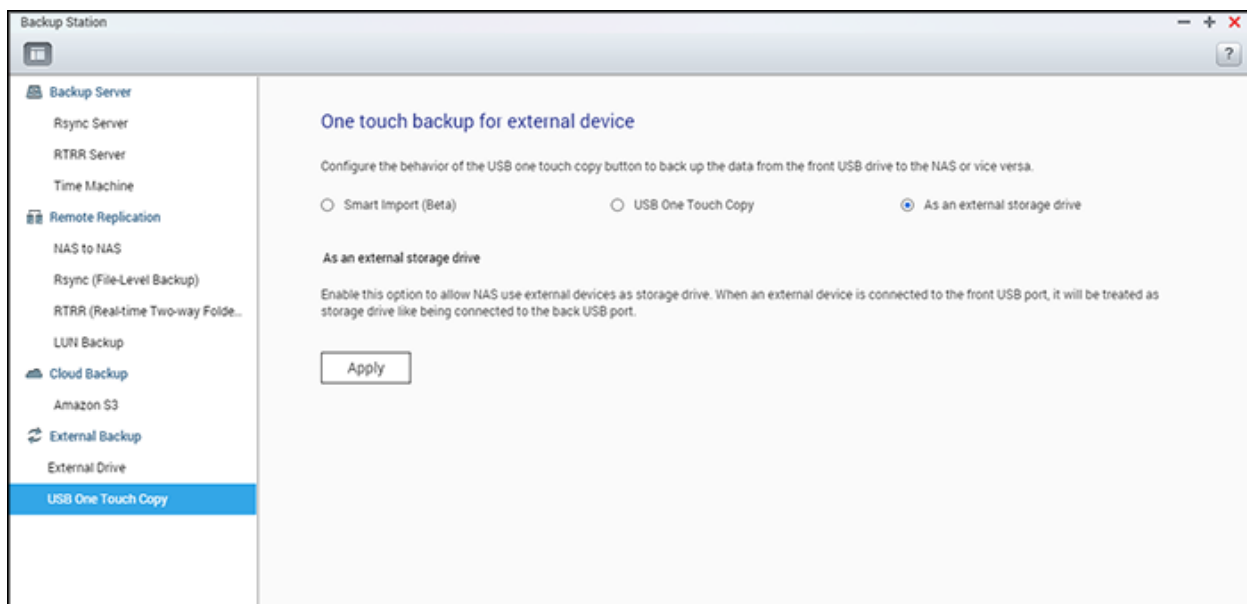 Backup Station
?
Backup Server
Rsync Server
RTRR Server
Time Machine
Remote Replication
NAS to NAS
Rsync (File-Level Backup)
RTRR (Real-time Two-way Folde...
LUN Backup
Cloud Backup
Amazon S3
External Backup
External Drive
USB One Touch Copy
One touch backup for external device
Configure the behavior of the USB one touch copy button to back up the data from the front USB drive to the NAS or vice versa.
Smart Import (Beta) USB One Touch Copy As an external storage drive
As an external storage drive
Enable this option to allow NAS use external devices as storage drive. When an external device is connected to the front USB port, it will be treated as
storage drive like being connected to the back USB port.
Apply